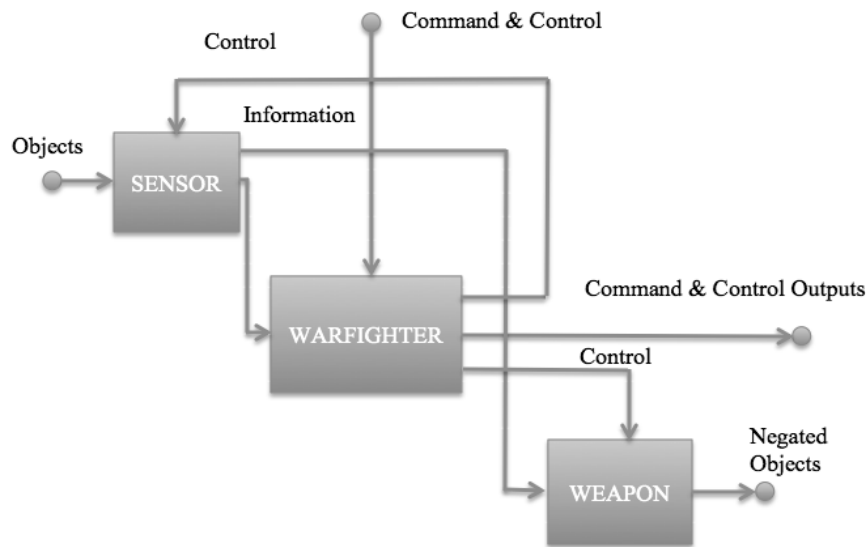 Command & Control
Control
Information
Objects
SENSOR
Command & Control Outputs
WARFIGHTER
Control
Negated
Objects
WEAPON